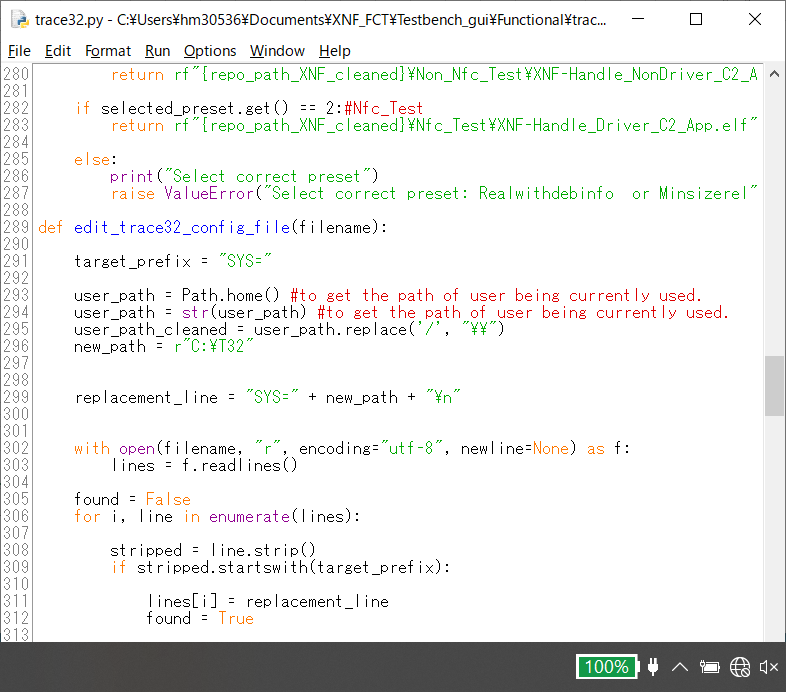 trace32.py - C:¥Users¥hm30536¥Documents¥XNF_FCT¥Testbench_gui¥Functional¥trac...
File Edit Format Run Options Window Help
280 return rf"{repo_path_XNF_cleaned}¥Non_Nfc_Test¥XNF-Handle_NonDriver_C2_A
281
282 if selected_preset.get() == 2:#Nfc_Test
283 return rf"{repo_path_XNF_cleaned}¥Nfc_Test¥XNF-Handle_Driver_C2_App.elf"
284
285 else:
286 print("Select correct preset")
287 raise ValueError("Select correct preset: Realwithdebinfo  or Minsizerel"
288
289 def edit_trace32_config_file(filename):
290
291 target_prefix = "SYS="
292
293 user_path = Path.home() #to get the path of user being currently used.
294 user_path = str(user_path) #to get the path of user being currently used.
295 user_path_cleaned = user_path.replace('/', "¥¥")
296 new_path = r"C:¥T32"
297
298
299 replacement_line = "SYS=" + new_path + "¥n"
300
301
302 with open(filename, "r", encoding="utf-8", newline=None) as f:
303 lines = f.readlines()
304
305 found = False
306 for i, line in enumerate(lines):
307
308 stripped = line.strip()
309 if stripped.startswith(target_prefix):
310
311 lines[i] = replacement_line
312 found = True
313
100%